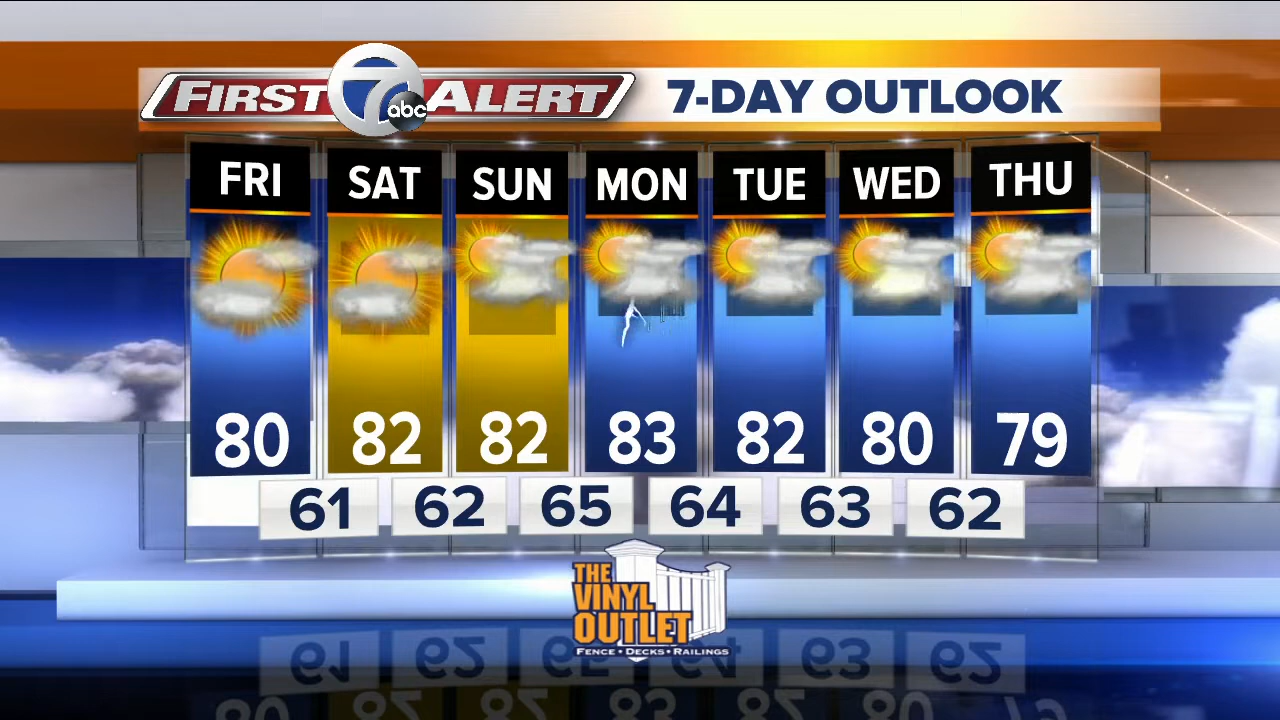 FIRST 7 abc ALERT 7-DAY OUTLOOK
FRI SAT SUN MON TUE WED THU
80 82 82 83 82 80 79
61 62 65 64 63 62
THE
VINYL
OUTLET
FENCE • DECKS • RAILINGS